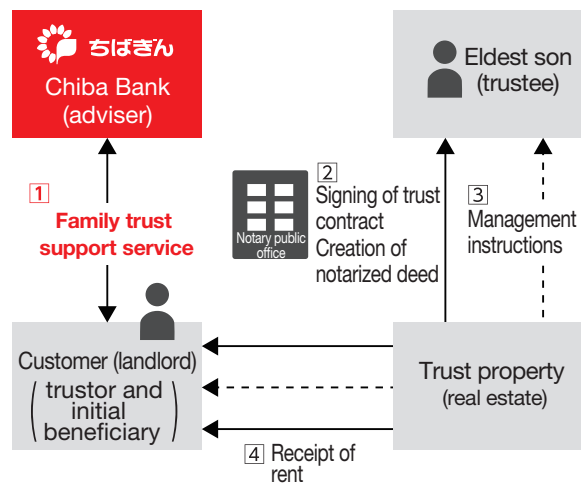 ちばぎん
Chiba Bank
(adviser)
Eldest son
(trustee)
1
Family trust
support service
Notary public
office
2
Signing of trust
contract
Creation of
notarized deed
3
Management
instructions
Customer (landlord)
(trustor and
initial
beneficiary)
Trust property
(real estate)
4 Receipt of
rent